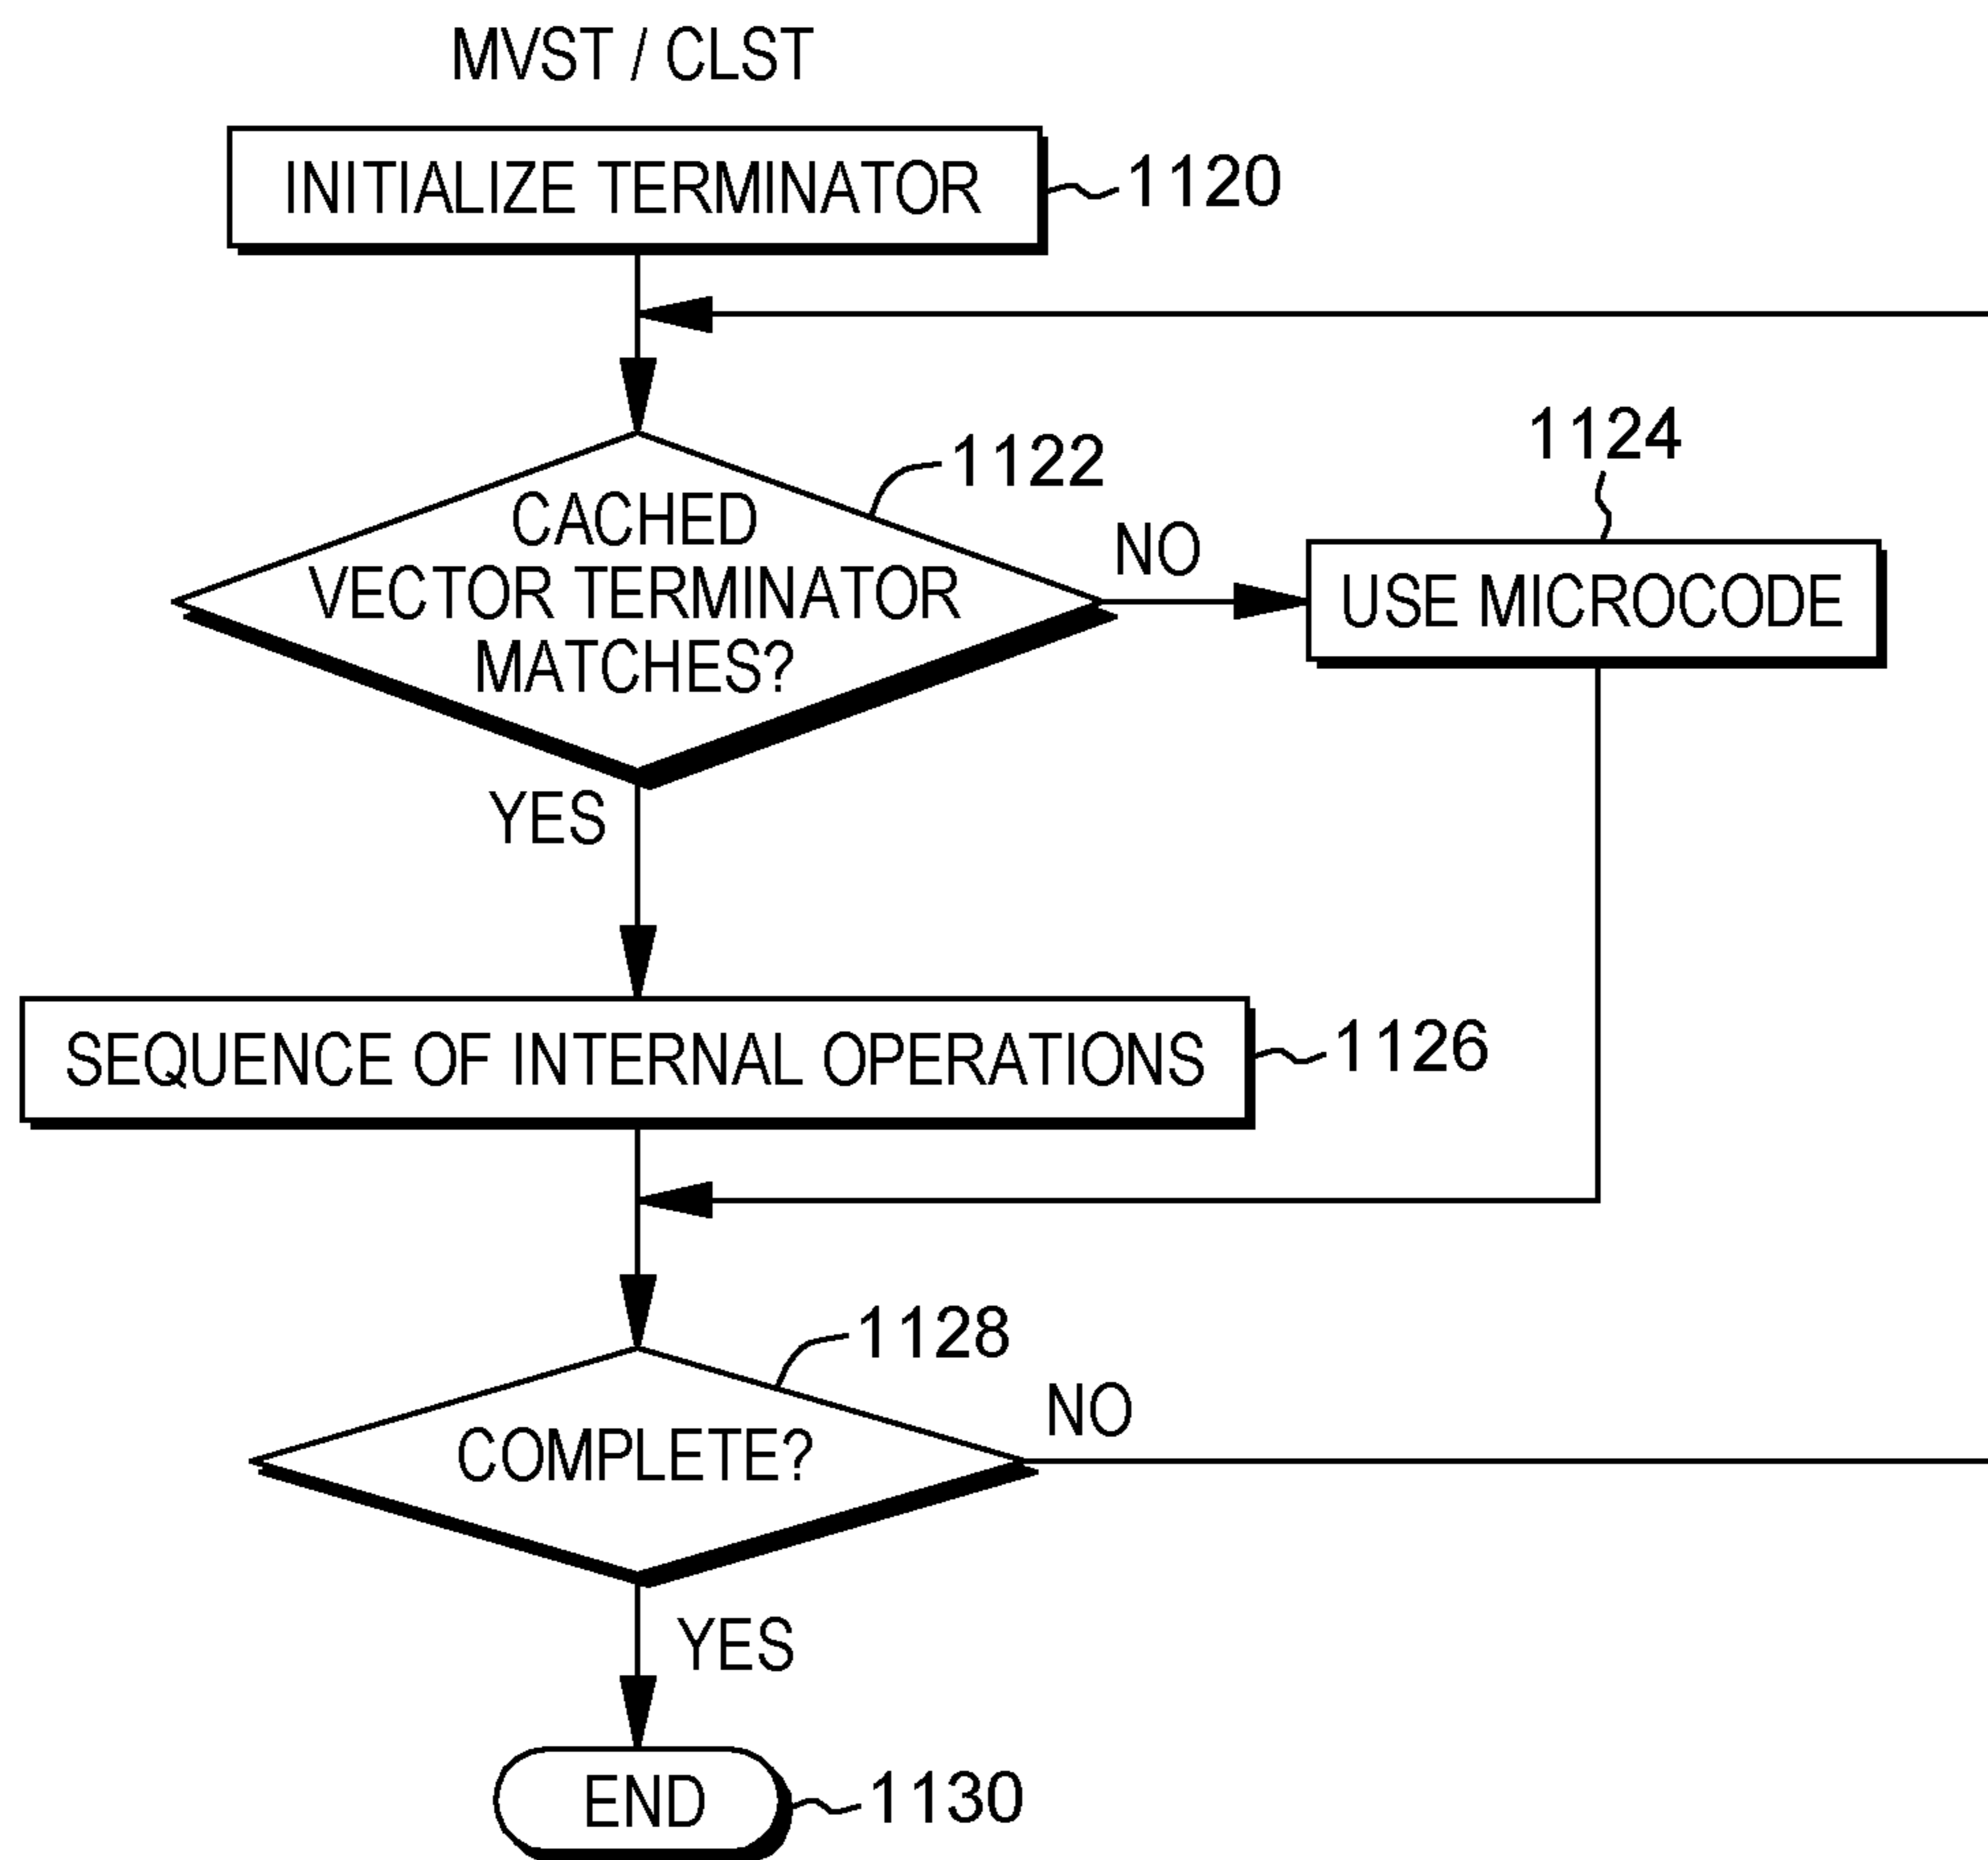 MVST / CLST
INITIALIZE TERMINATOR
1120
CACHED
VECTOR TERMINATOR
MATCHES?
1122
NO
1124
USE MICROCODE
YES
SEQUENCE OF INTERNAL OPERATIONS
1126
1128
COMPLETE?
NO
YES
END
1130